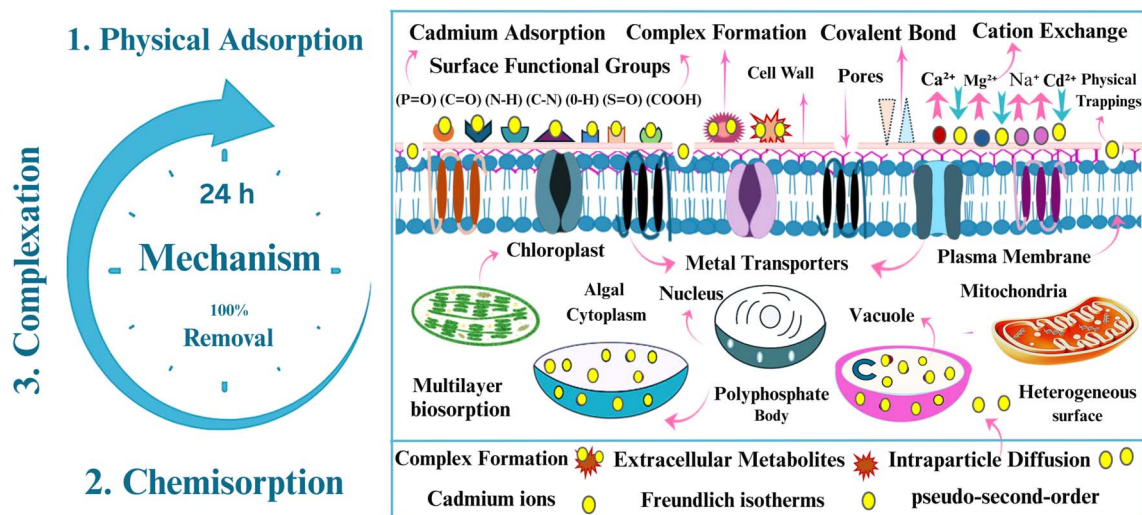 1. Physical Adsorption
24 h
Mechanism
100%
Removal
2. Chemisorption
3. Complexation
Cadmium Adsorption
Complex Formation
Covalent Bond
Cation Exchange
Surface Functional Groups
Cell Wall
Pores
Ca²⁺
Mg²⁺
Na⁺
Cd²⁺
Physical
Trappings
(P=O) (C=O) (N-H) (C-N) (0-H) (S=O) (COOH)
Chloroplast
Metal Transporters
Plasma Membrane
Algal
Cytoplasm
Nucleus
Vacuole
Mitochondria
Multilayer
biosorption
Polyphosphate
Body
Heterogeneous
surface
Complex Formation
Extracellular Metabolites
Intraparticle Diffusion
Cadmium ions
Freundlich isotherms
pseudo-second-order